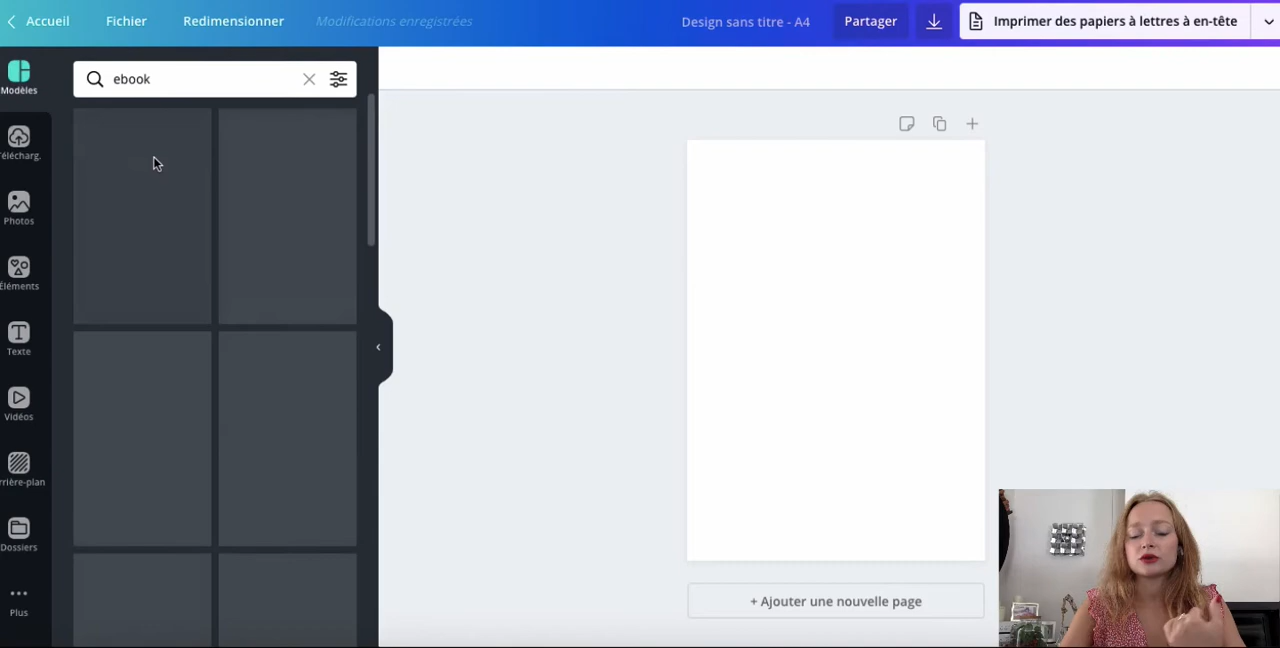 Accueil
Fichier
Redimensionner
Modifications enregistrées
Design sans titre - A4
Partager
Imprimer des papiers à lettres à en-tête
Modèles
ebook
Télécharg.
Photos
Éléments
Texte
Vidéos
rrière-plan
Dossiers
Plus
+ Ajouter une nouvelle page